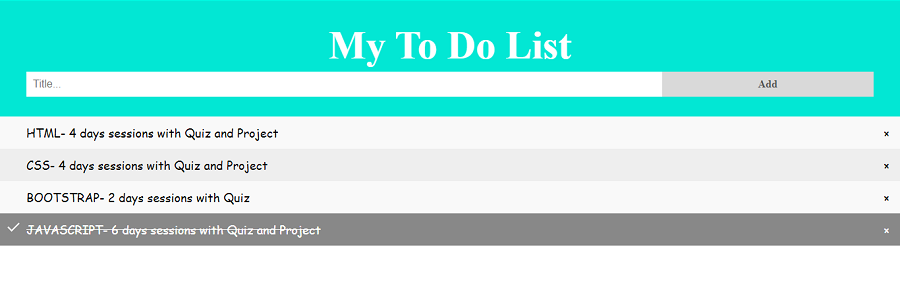 My To Do List
Title...
Add
HTML- 4 days sessions with Quiz and Project
×
CSS- 4 days sessions with Quiz and Project
×
BOOTSTRAP- 2 days sessions with Quiz
×
JAVASCRIPT- 6 days sessions with Quiz and Project
×